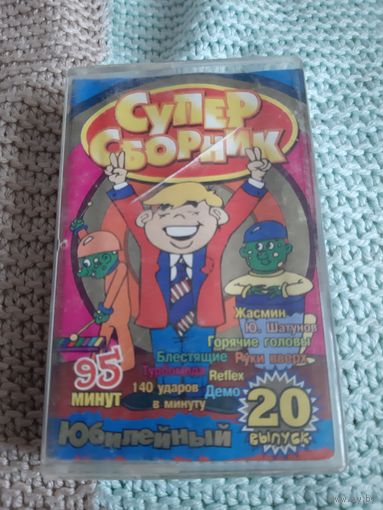 Супер
Сборник
Жасмин
Ю. Шатунов
Горячие головы
Блестящие Руки вверх
Турбомода Reflex
140 ударов Демо
в минуту
95
минут
20
выпуск
Юбилейный